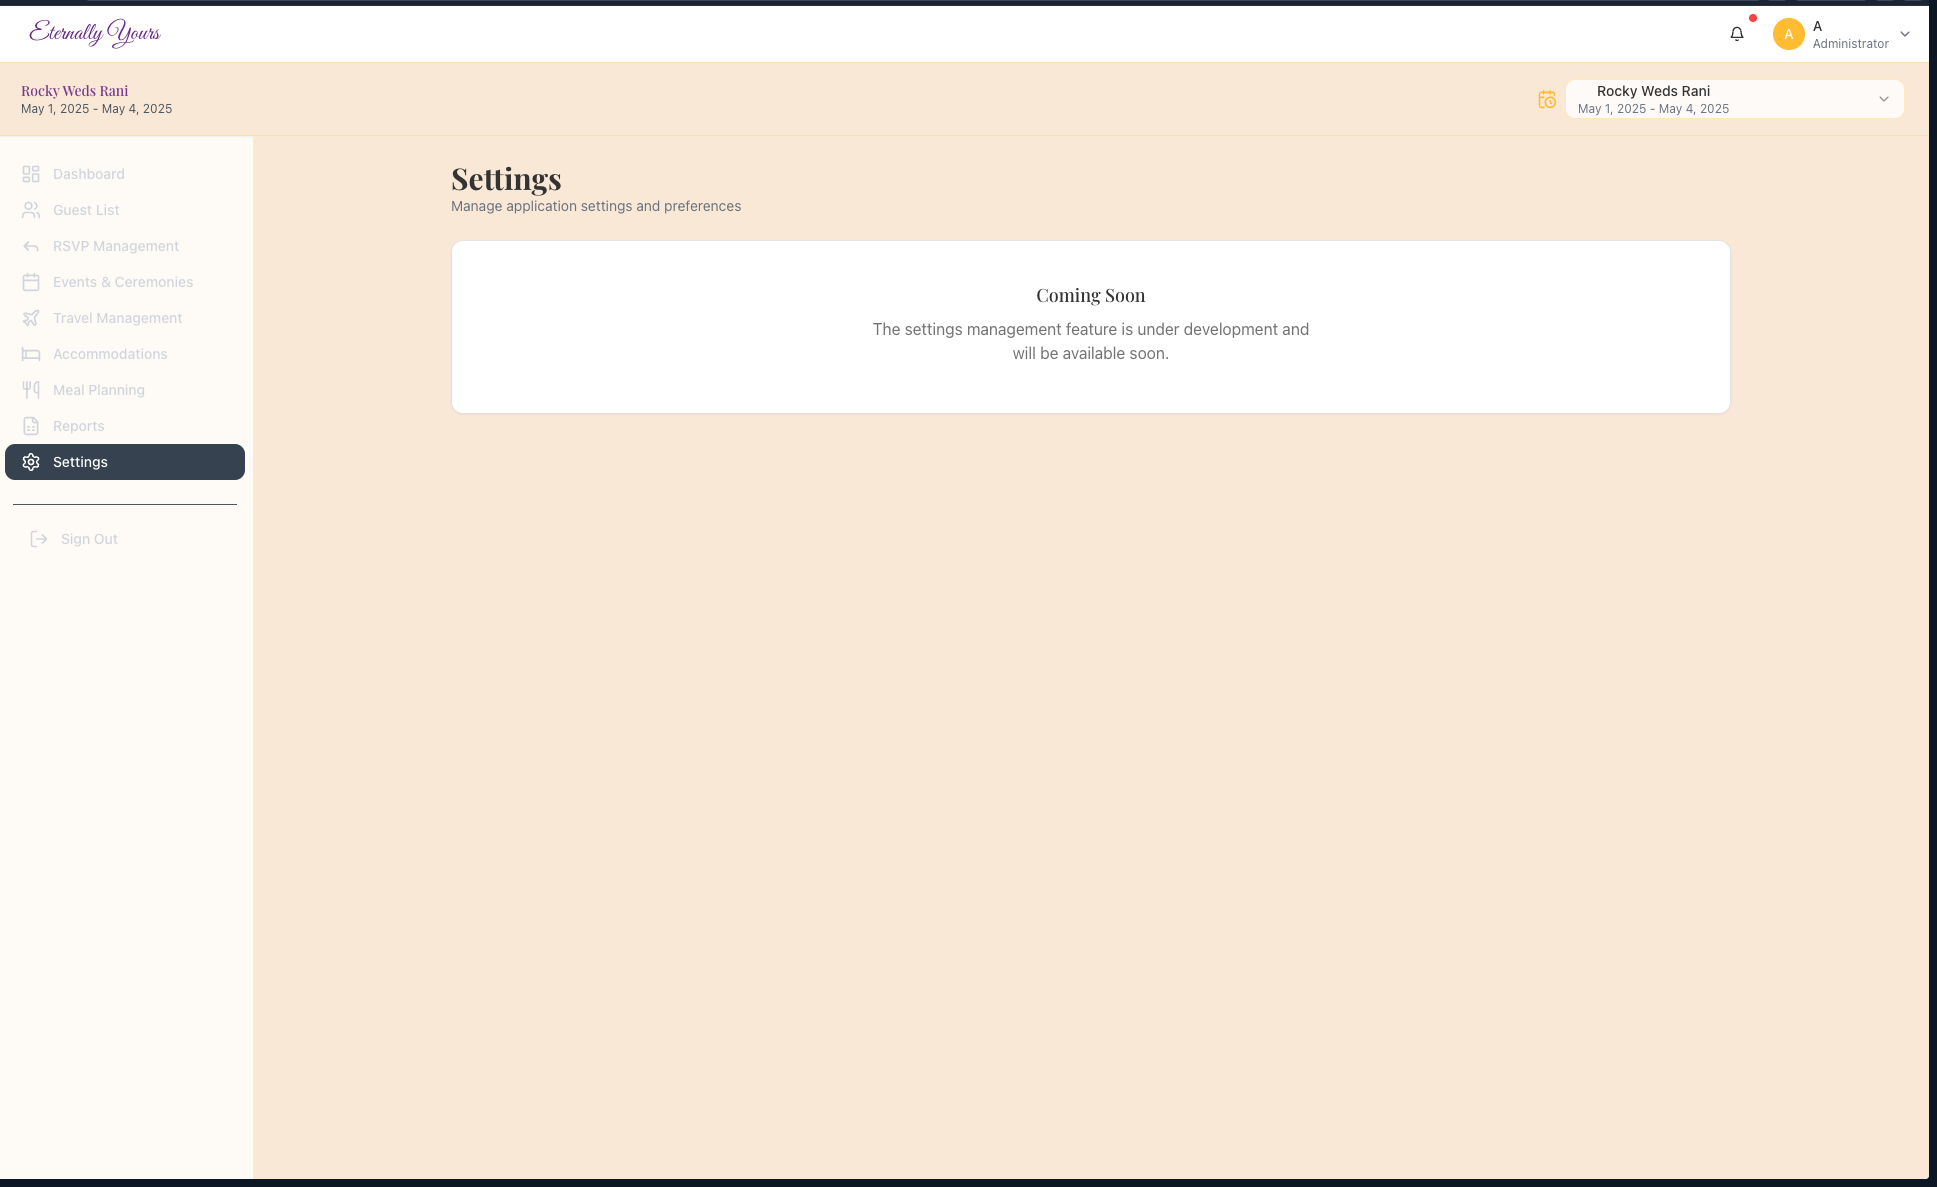 Eternally Yours
A
A
Administrator
Rocky Weds Rani
May 1, 2025 - May 4, 2025
Rocky Weds Rani
May 1, 2025 - May 4, 2025
Dashboard
Guest List
RSVP Management
Events & Ceremonies
Travel Management
Accommodations
Meal Planning
Reports
Settings
Sign Out
Settings
Manage application settings and preferences
Coming Soon
The settings management feature is under development and
will be available soon.